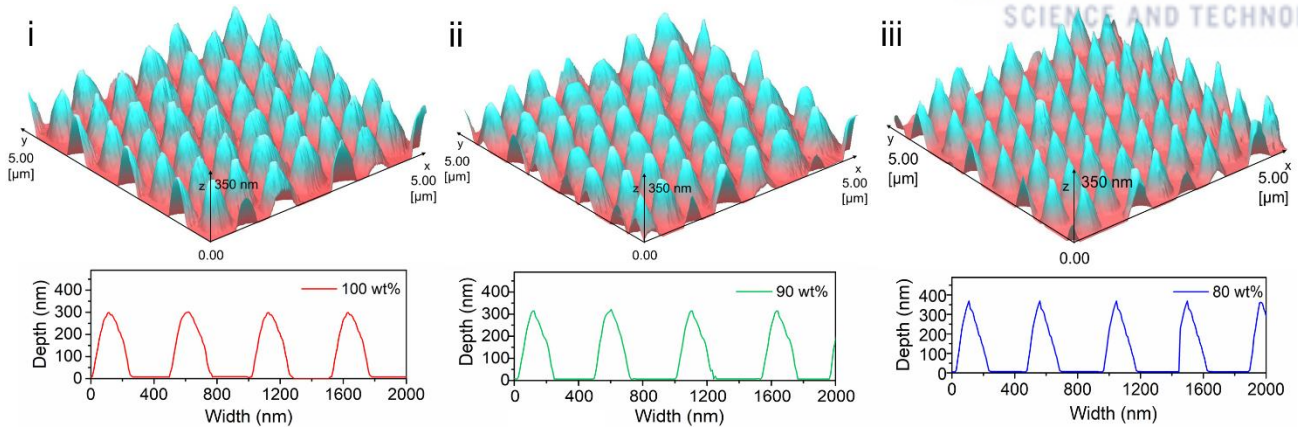 SCIENCE AND TECHNO
i
ii
iii
y
5.00
[µm]
z
350 nm
x
5.00
[µm]
0.00
y
5.00
[µm]
z
350 nm
x
5.00
[µm]
0.00
y
5.00
[µm]
z
350 nm
x
5.00
[µm]
0.00
Depth (nm)
400
300
200
100
0
100 wt%
0 400 800 1200 1600 2000
Width (nm)
Depth (nm)
400
300
200
100
0
90 wt%
0 400 800 1200 1600 2000
Width (nm)
Depth (nm)
400
300
200
100
0
80 wt%
0 400 800 1200 1600 2000
Width (nm)